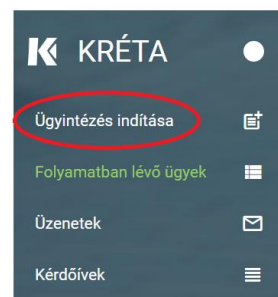 KRÉTA
Ügyintézés indítása
Folyamatban lévő ügyek
Üzenetek
Kérdőívek